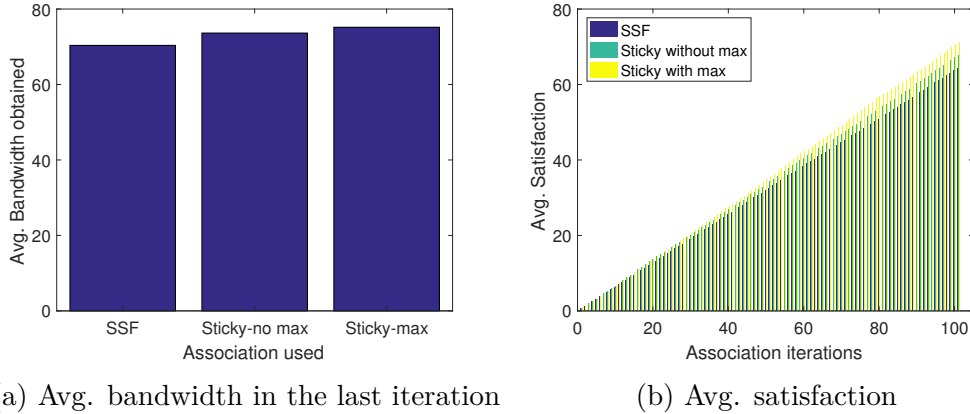 80
60
40
20
0
Avg. Bandwidth obtained
SSF
Sticky-no max
Sticky-max
Association used
(a) Avg. bandwidth in the last iteration
80
60
40
20
0
Avg. Satisfaction
SSF
Sticky without max
Sticky with max
0 20 40 60 80 100
Association iterations
(b) Avg. satisfaction